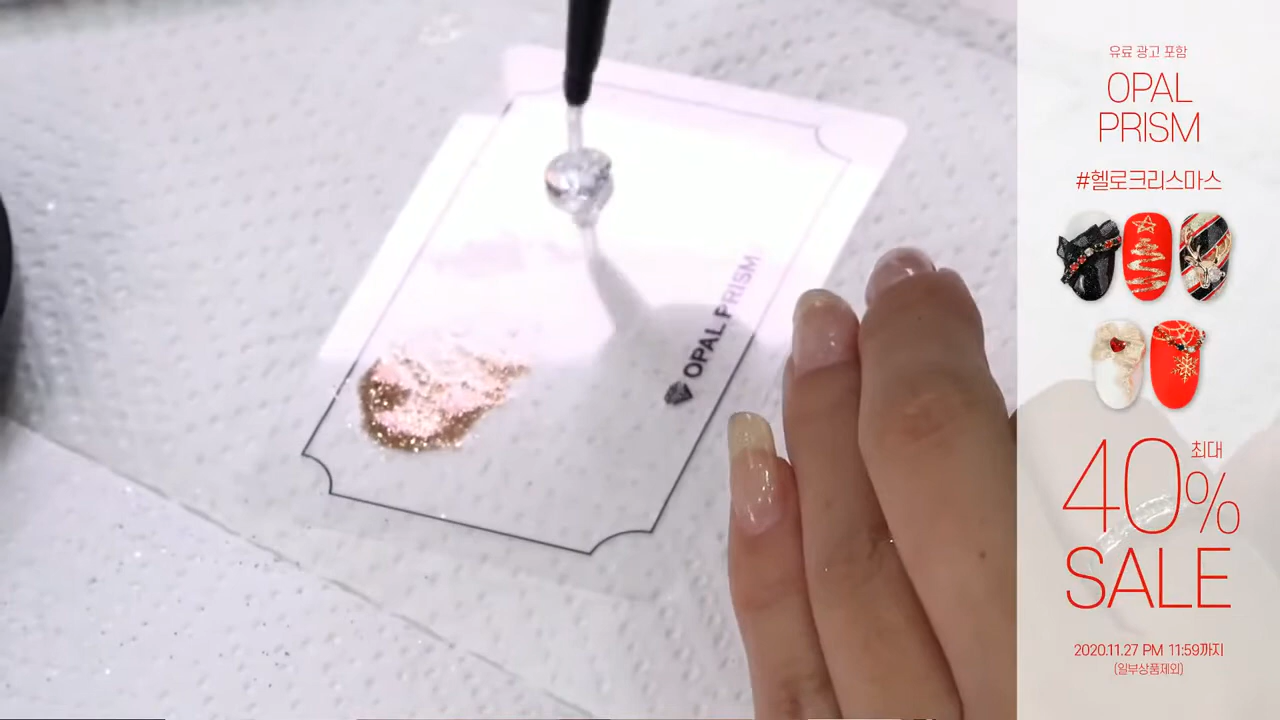 OPAL PRISM
유료 광고 포함
OPAL
PRISM
#헬로크리스마스
최대
40%
SALE
2020.11.27 PM 11:59까지
(일부상품제외)